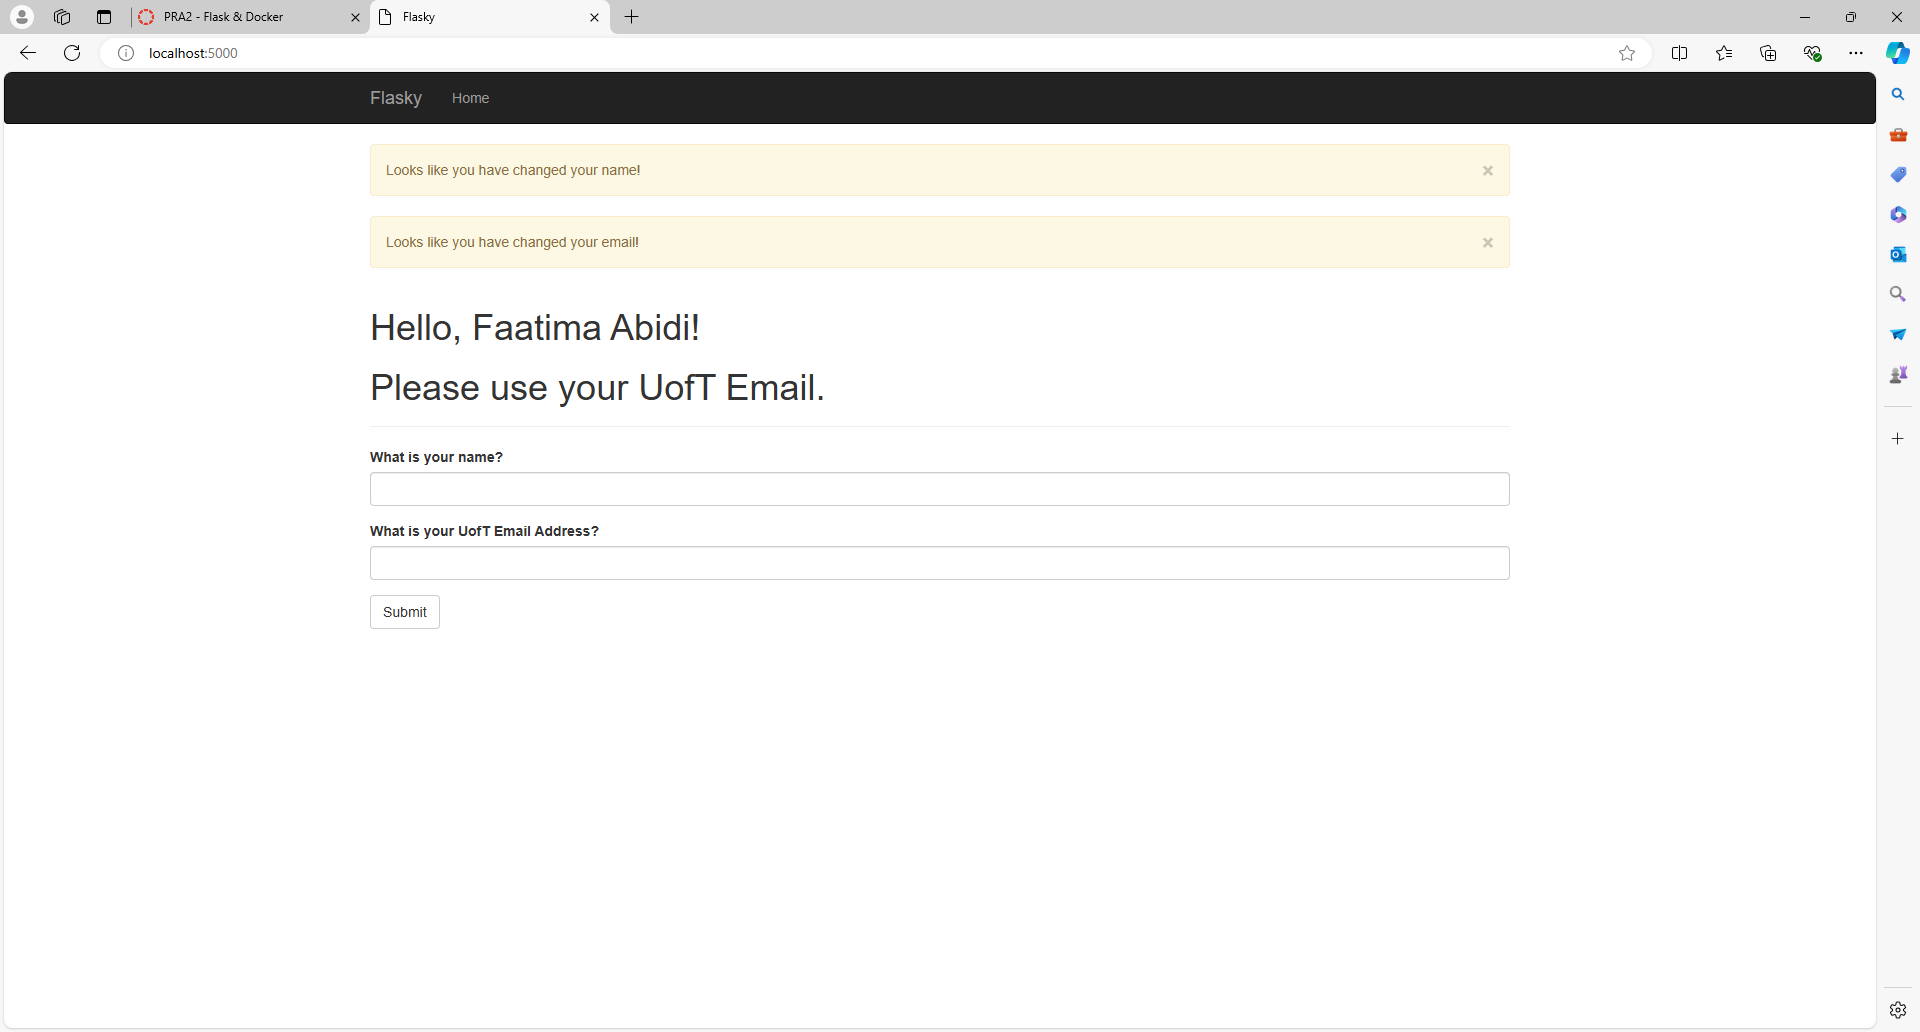 PRA2 - Flask & Docker
Flasky
localhost:5000
Flasky Home
Looks like you have changed your name!
Looks like you have changed your email!
Hello, Faatima Abidi!
Please use your UofT Email.
What is your name?
What is your UofT Email Address?
Submit